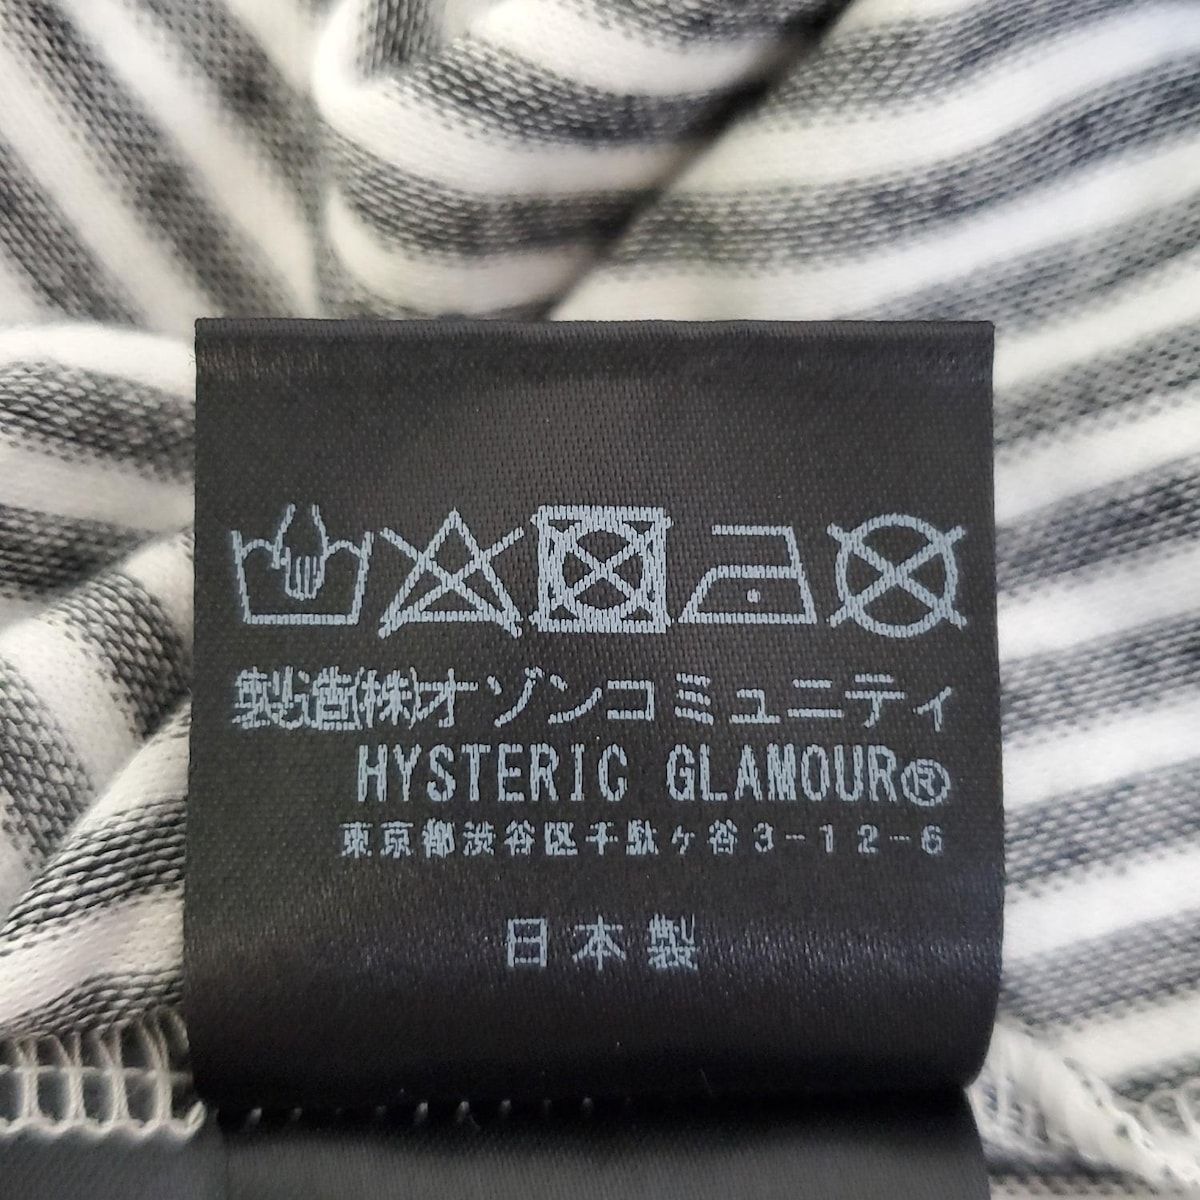 製造(株)オゾンコミュニティ
HYSTERIC GLAMOUR®
東京都渋谷区千駄ヶ谷3-12-6
日本製